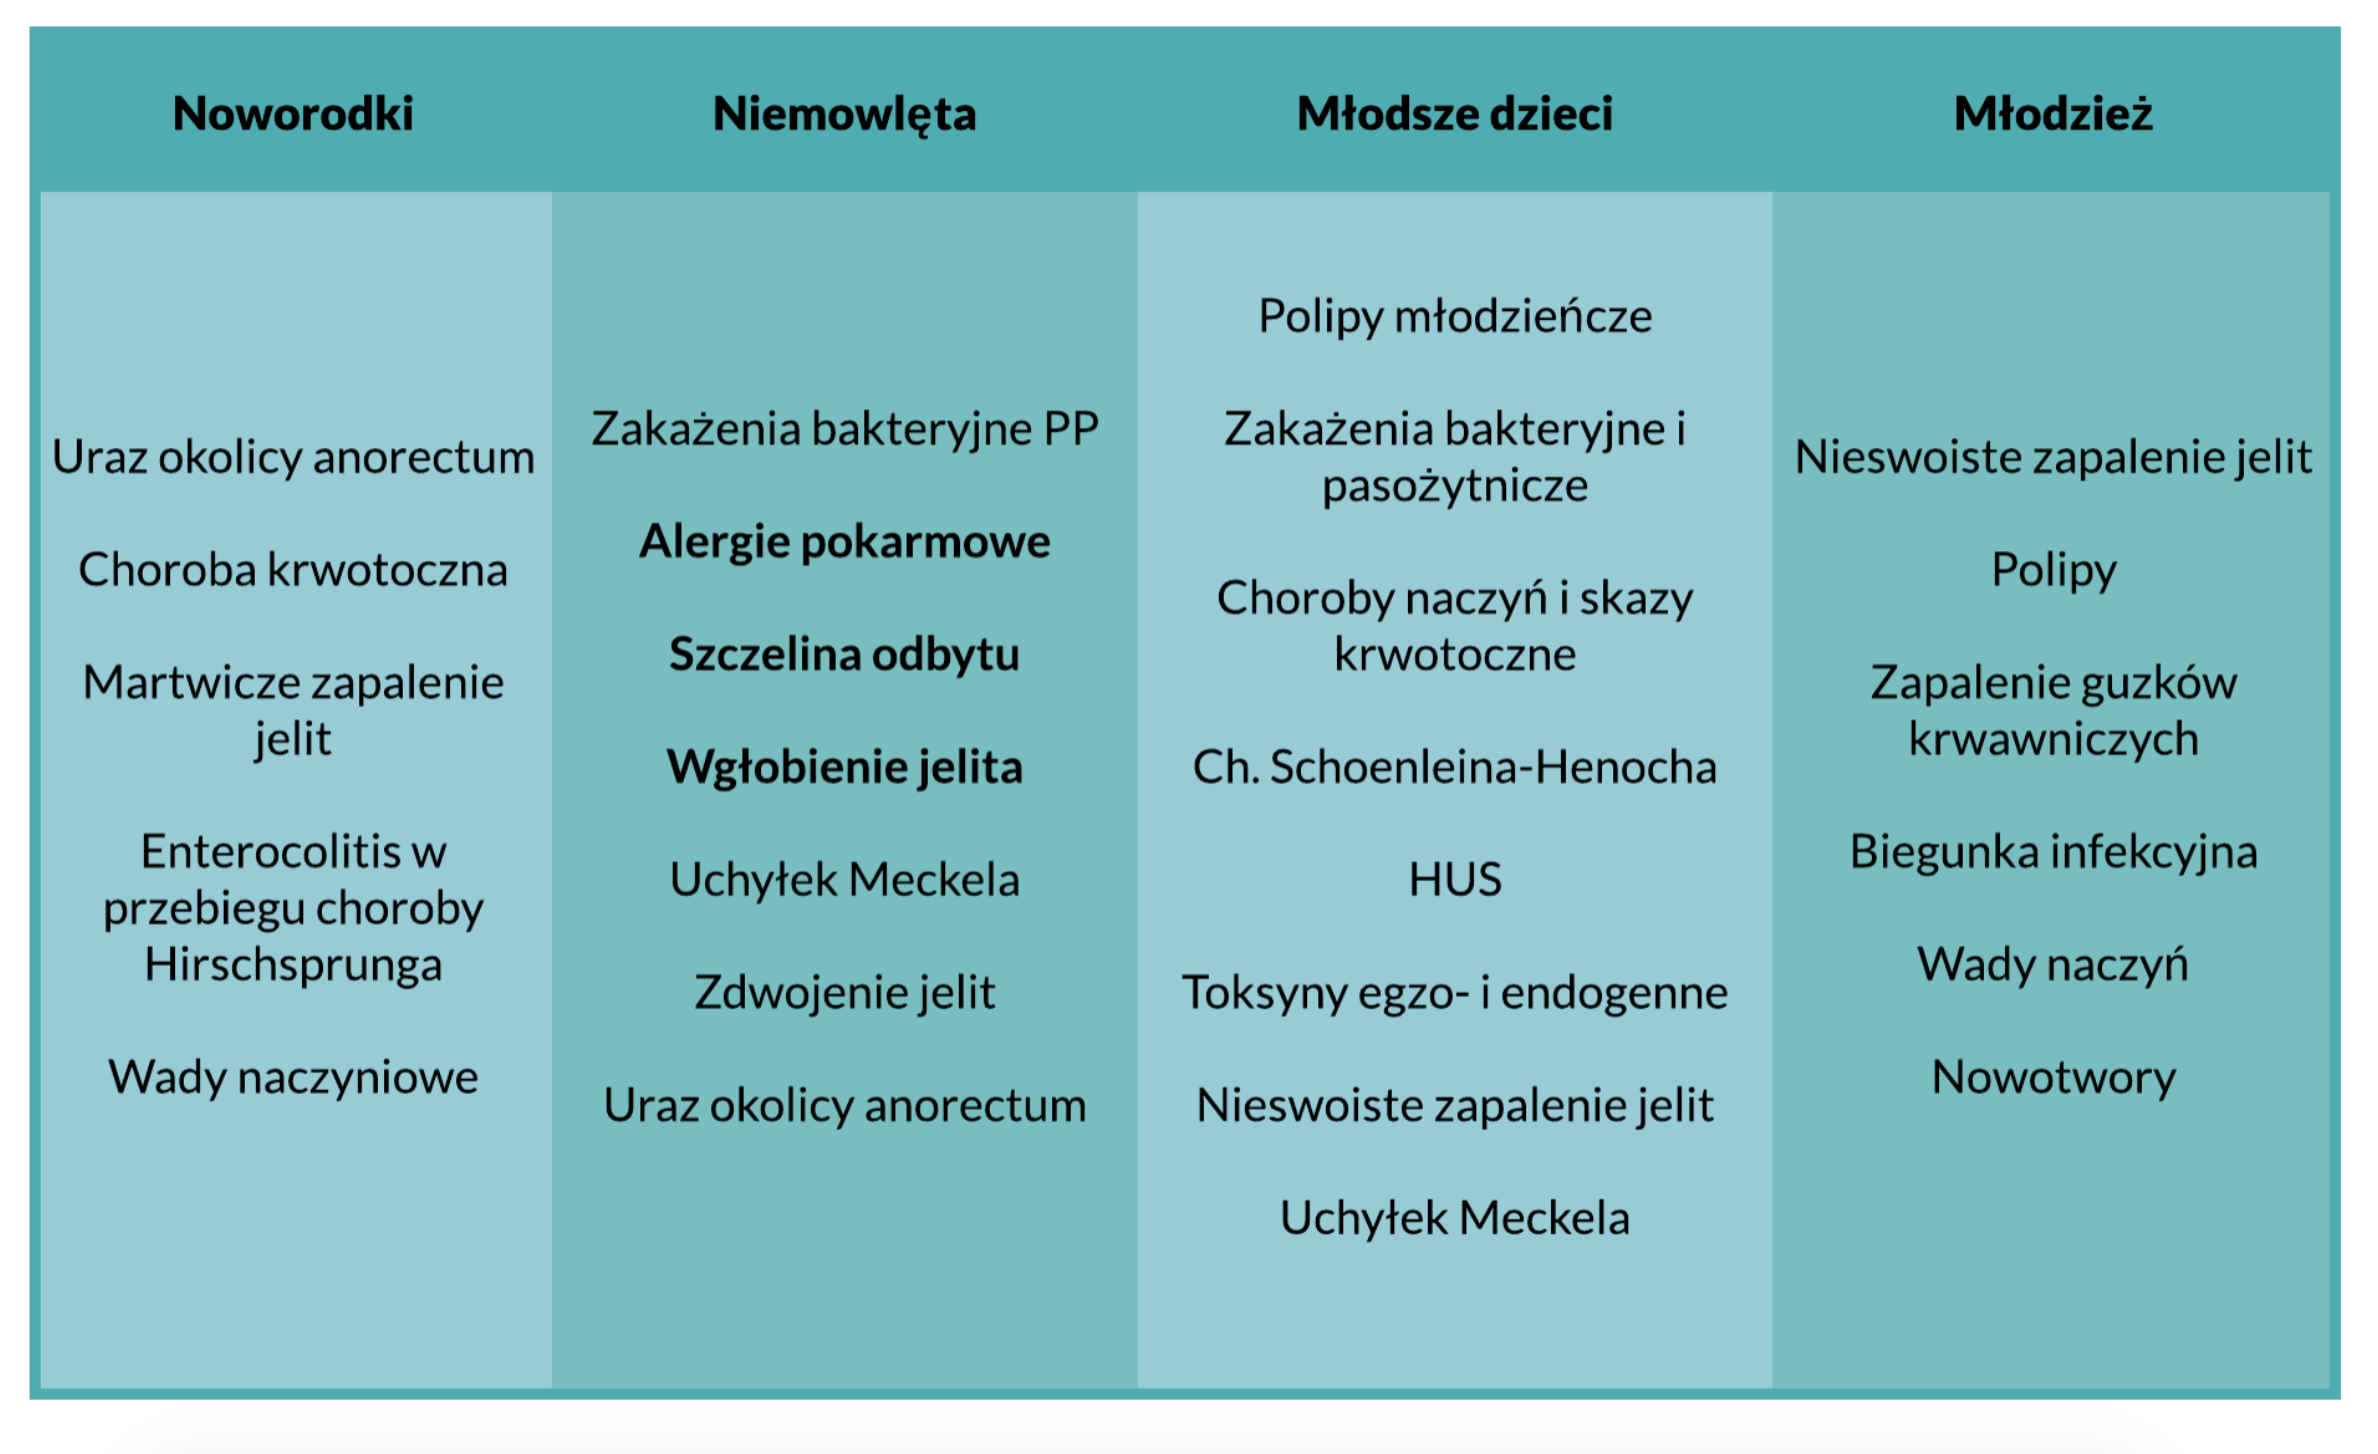 Noworodki
Niemowlęta
Młodsze dzieci
Młodzież
Uraz okolicy anorectum
Choroba krwotoczna
Martwicze zapalenie
jelit
Enterocolitis w
przebiegu choroby
Hirschsprunga
Wady naczyniowe
Zakażenia bakteryjne PP
Alergie pokarmowe
Szczelina odbytu
Wgłobienie jelita
Uchyłek Meckela
Zdwojenie jelit
Uraz okolicy anorectum
Polipy młodzieńcze
Zakażenia bakteryjne i
pasożytnicze
Choroby naczyń i skazy
krwotoczne
Ch. Schoenleina-Henocha
HUS
Toksyny egzo- i endogenne
Nieswoiste zapalenie jelit
Uchyłek Meckela
Nieswoiste zapalenie jelit
Polipy
Zapalenie guzków
krwawniczych
Biegunka infekcyjna
Wady naczyń
Nowotwory